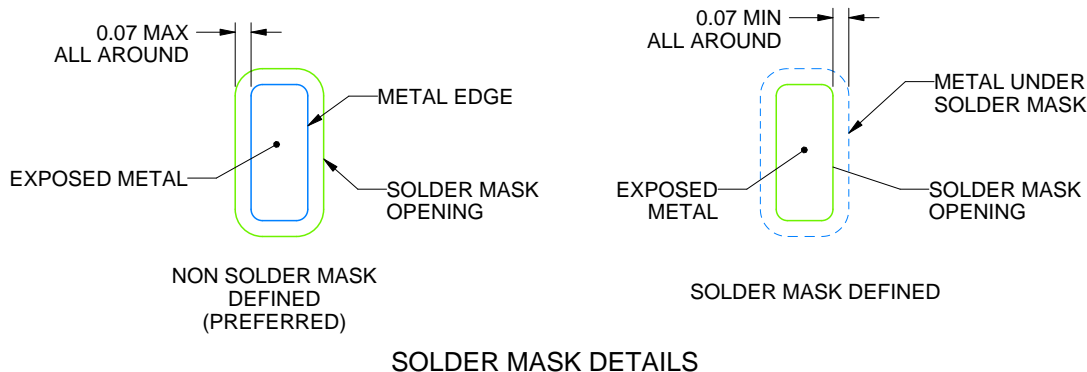 0.07 MAX
ALL AROUND
METAL EDGE
EXPOSED METAL
SOLDER MASK
OPENING
NON SOLDER MASK
DEFINED
(PREFERRED)
0.07 MIN
ALL AROUND
METAL UNDER
SOLDER MASK
EXPOSED
METAL
SOLDER MASK
OPENING
SOLDER MASK DEFINED
SOLDER MASK DETAILS